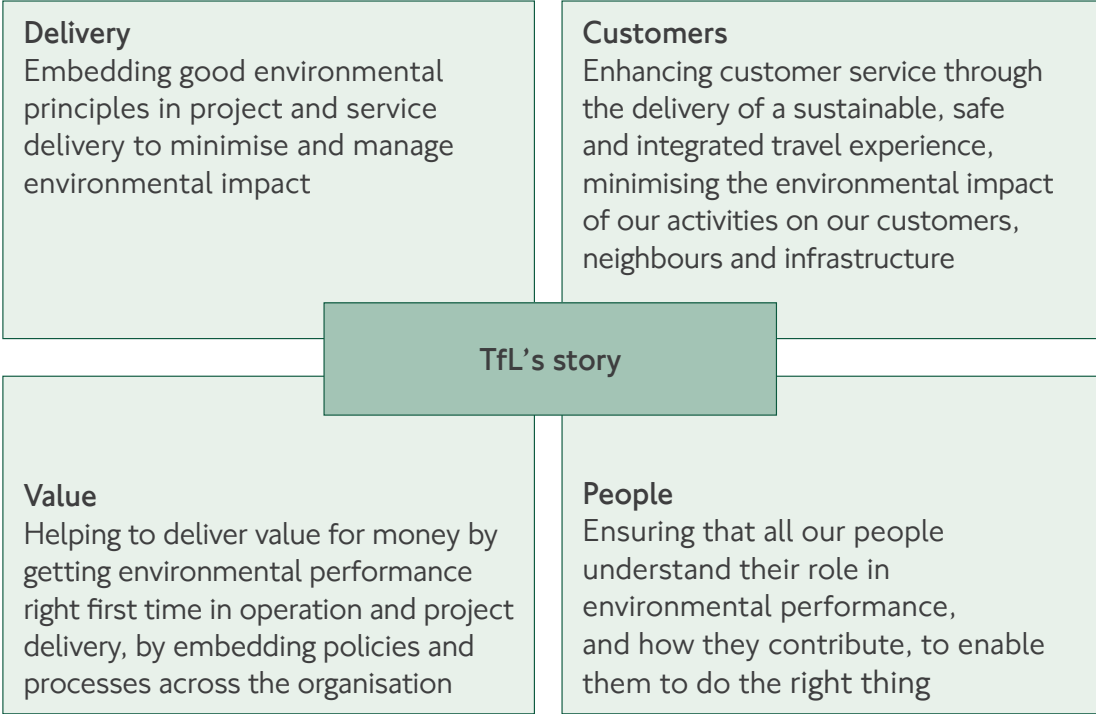 Delivery
Embedding good environmental
principles in project and service
delivery to minimise and manage
environmental impact
Customers
Enhancing customer service through
the delivery of a sustainable, safe
and integrated travel experience,
minimising the environmental impact
of our activities on our customers,
neighbours and infrastructure
TfL’s story
Value
Helping to deliver value for money by
getting environmental performance
right first time in operation and project
delivery, by embedding policies and
processes across the organisation
People
Ensuring that all our people
understand their role in
environmental performance,
and how they contribute, to enable
them to do the right thing